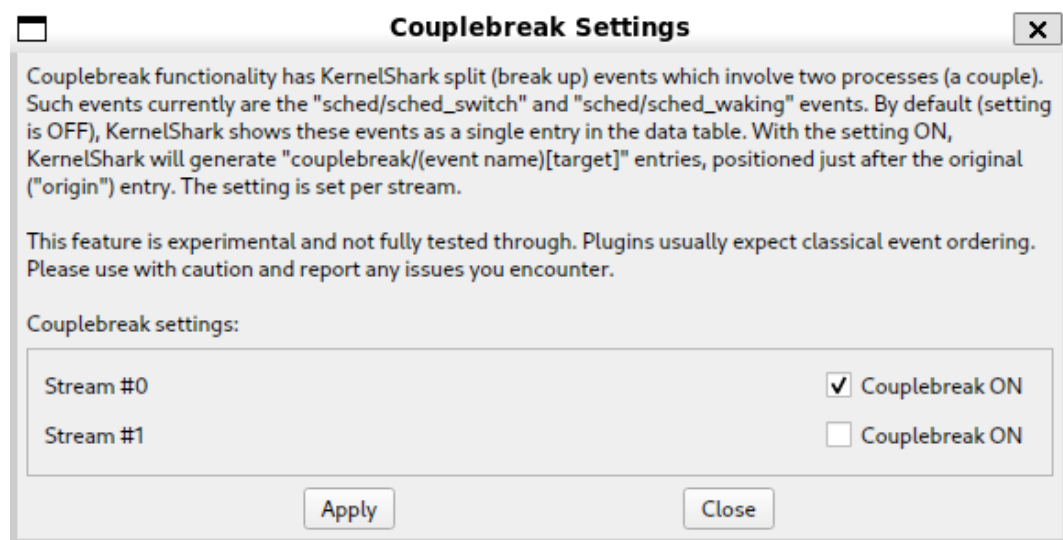 Couplebreak Settings
Couplebreak functionality has KernelShark split (break up) events which involve two processes (a couple).
Such events currently are the "sched/sched_switch" and "sched/sched_waking" events. By default (setting
is OFF), KernelShark shows these events as a single entry in the data table. With the setting ON,
KernelShark will generate "couplebreak/(event name)[target]" entries, positioned just after the original
("origin") entry. The setting is set per stream.
This feature is experimental and not fully tested through. Plugins usually expect classical event ordering.
Please use with caution and report any issues you encounter.
Couplebreak settings:
Stream #0 Couplebreak ON
Stream #1 Couplebreak ON
Apply Close